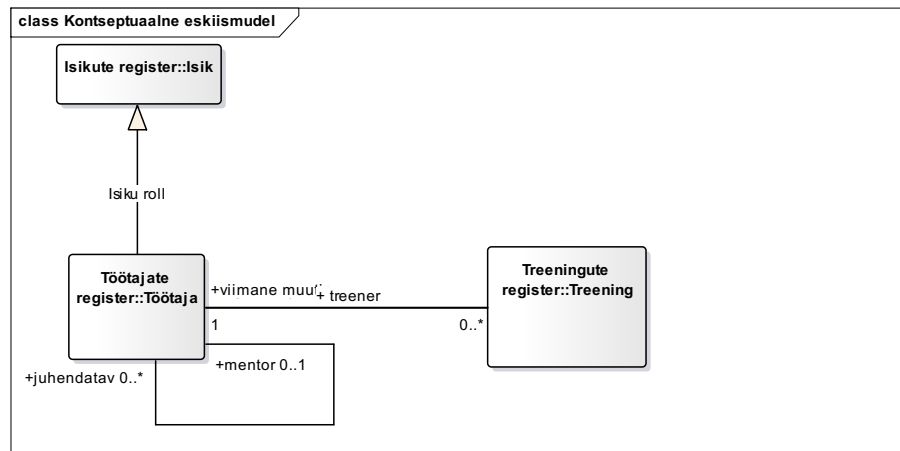 class Kontseptuaalne eskiismudel
Isikute register::Isik
Isiku roll
Töötajate
register::Töötaja
Treeningute
register::Treening
+viimane
+ treener
1
0..*
+mentor 0..1
+juhendatav 0..*